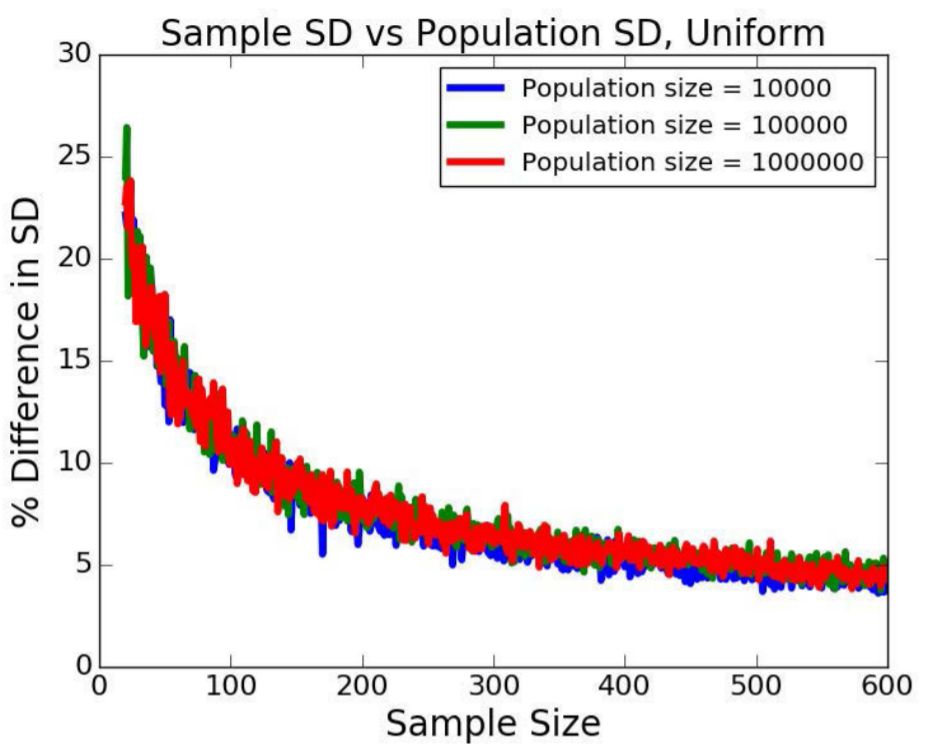 Sample SD vs Population SD, Uniform
30
Population size = 10000
Population size = 100000
25
Population size = 1000000
20
15
10
5
0
0 100 200 300 400 500 600
% Difference in SD
Sample Size